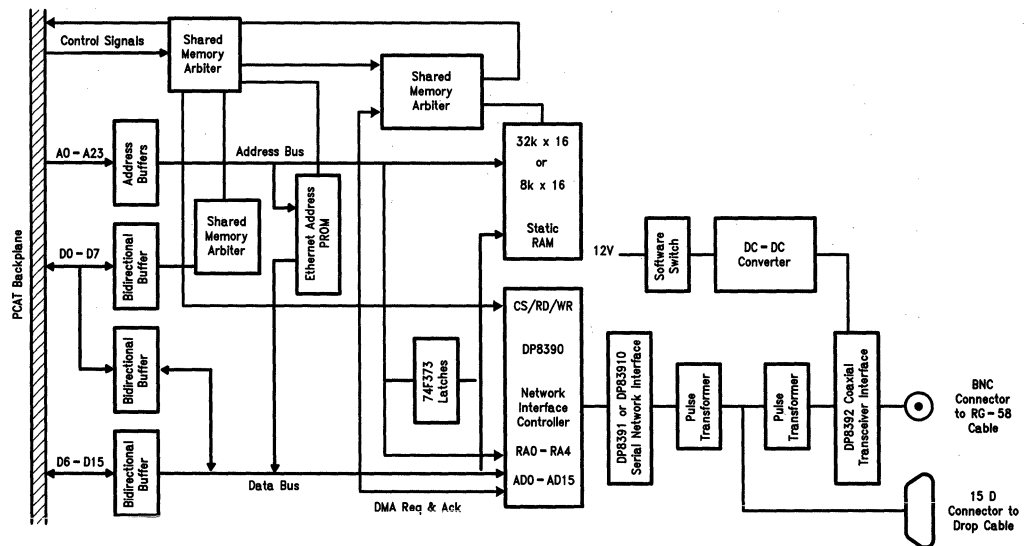 Control Signals
Shared
Memory
Arbiter
Shared
Memory
Arbiter
A0-A23
Address
Buffers
Address Bus
32k x 16
or
8k x 16
Static
RAM
Ethernet Address
PROM
Shared
Memory
Arbiter
PCAT Backplane
D0-D7
Bidirectional
Buffer
12V
Software
Switch
DC-DC
Converter
Bidirectional
Buffer
74F373
Latches
CS/RD/WR
DP8390
Network
Interface
Controller
RA0-RA4
AD0-AD15
DP8391 or DP83910
Serial Network Interface
Pulse
Transformer
Pulse
Transformer
DP8392 Coaxial
Transceiver Interface
BNC
Connector
to RG-58
Cable
D6-D15
Bidirectional
Buffer
Data Bus
DMA Req & Ack
15 D
Connector to
Drop Cable